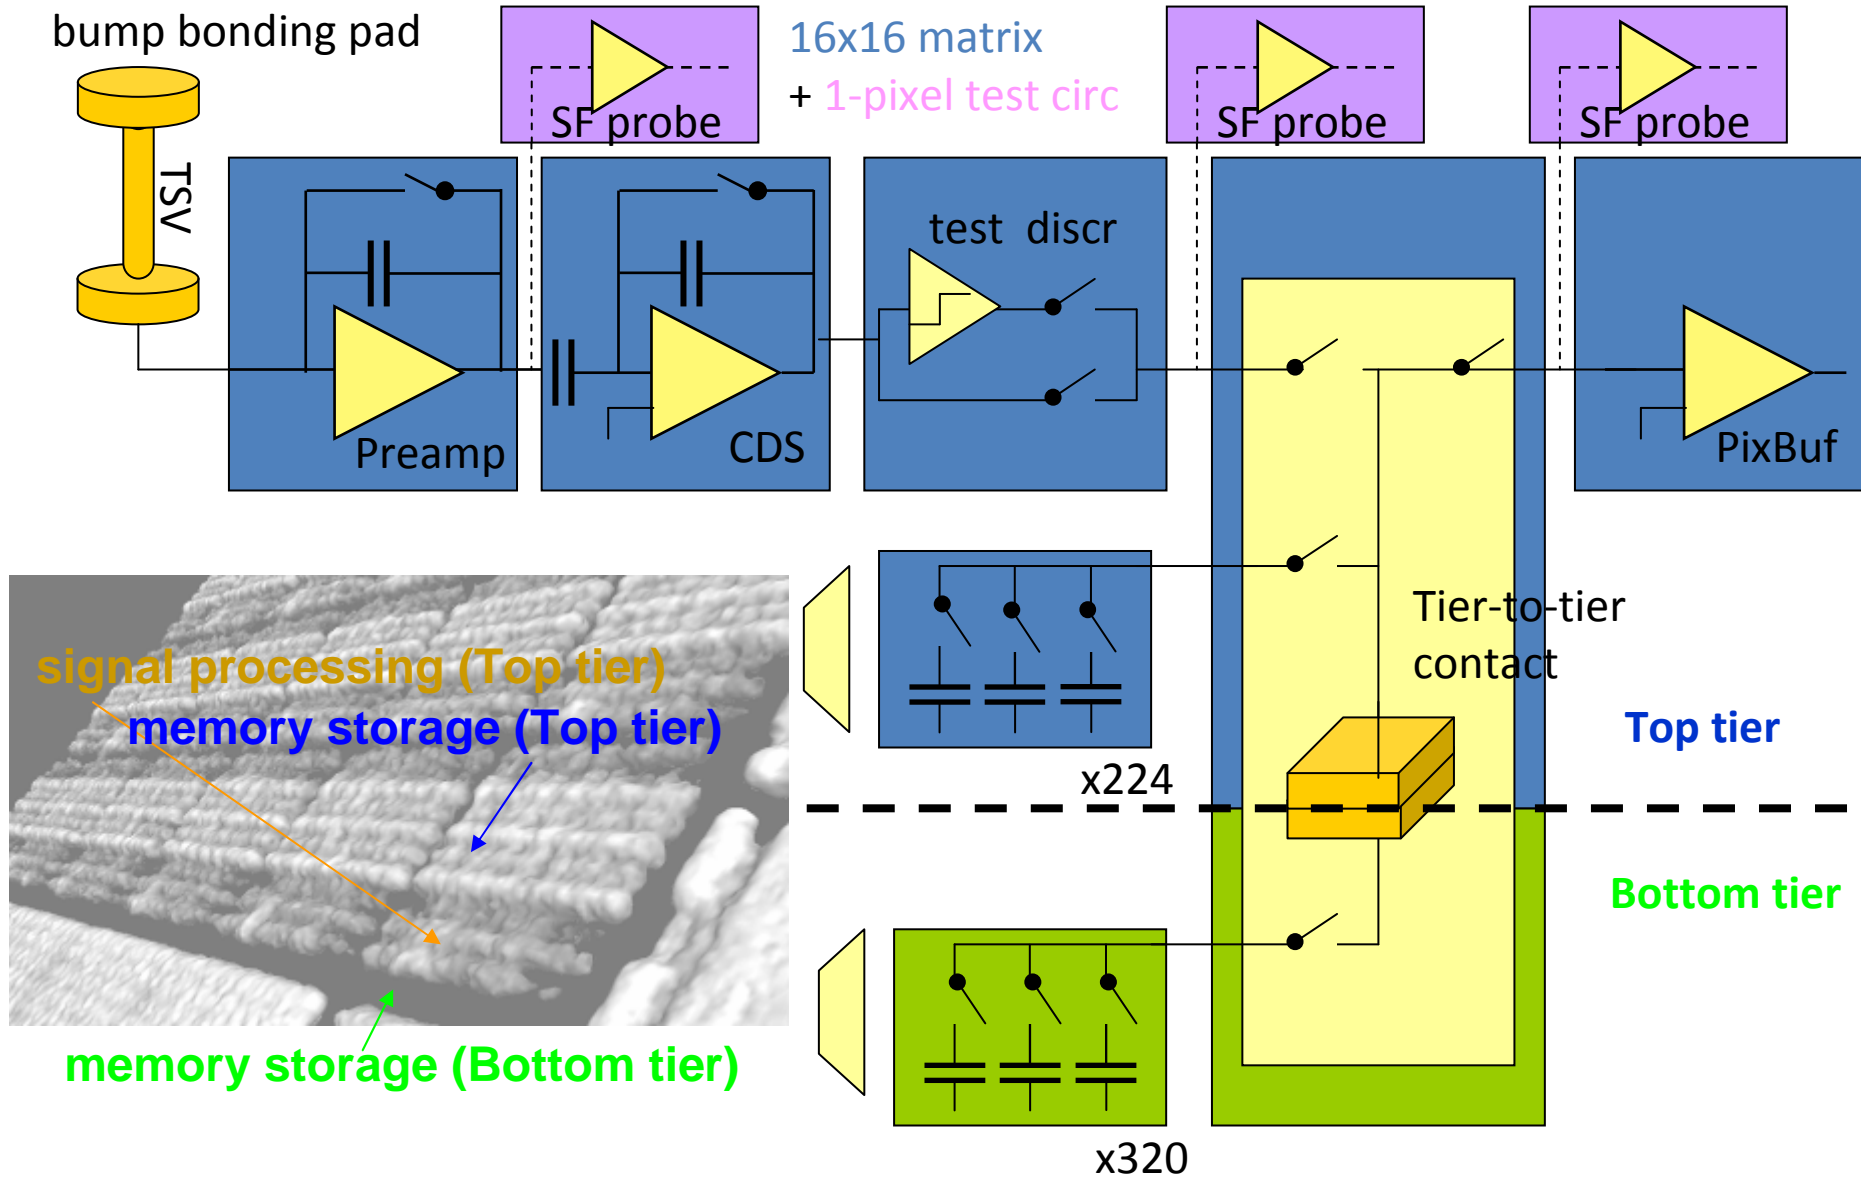 bump bonding pad
16x16 matrix
+ 1-pixel test circ
SF probe
SF probe
SF probe
TSV
test discr
Preamp
CDS
PixBuf
Tier-to-tier
contact
signal processing (Top tier)
memory storage (Top tier)
x224
Top tier
Bottom tier
memory storage (Bottom tier)
x320